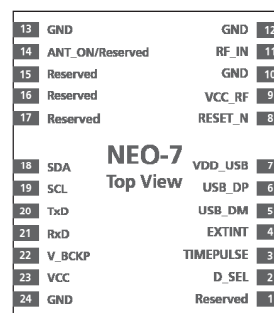 13 GND GND 12
14 ANT_ON/Reserved RF_IN 11
15 Reserved GND 10
16 Reserved VCC_RF 9
17 Reserved RESET_N 8
NEO-7
Top View
18 SDA VDD_USB 7
19 SCL USB_DP 6
20 TxD USB_DM 5
21 RxD EXTINT 4
22 V_BCKP TIMEPULSE 3
23 VCC D_SEL 2
24 GND Reserved 1